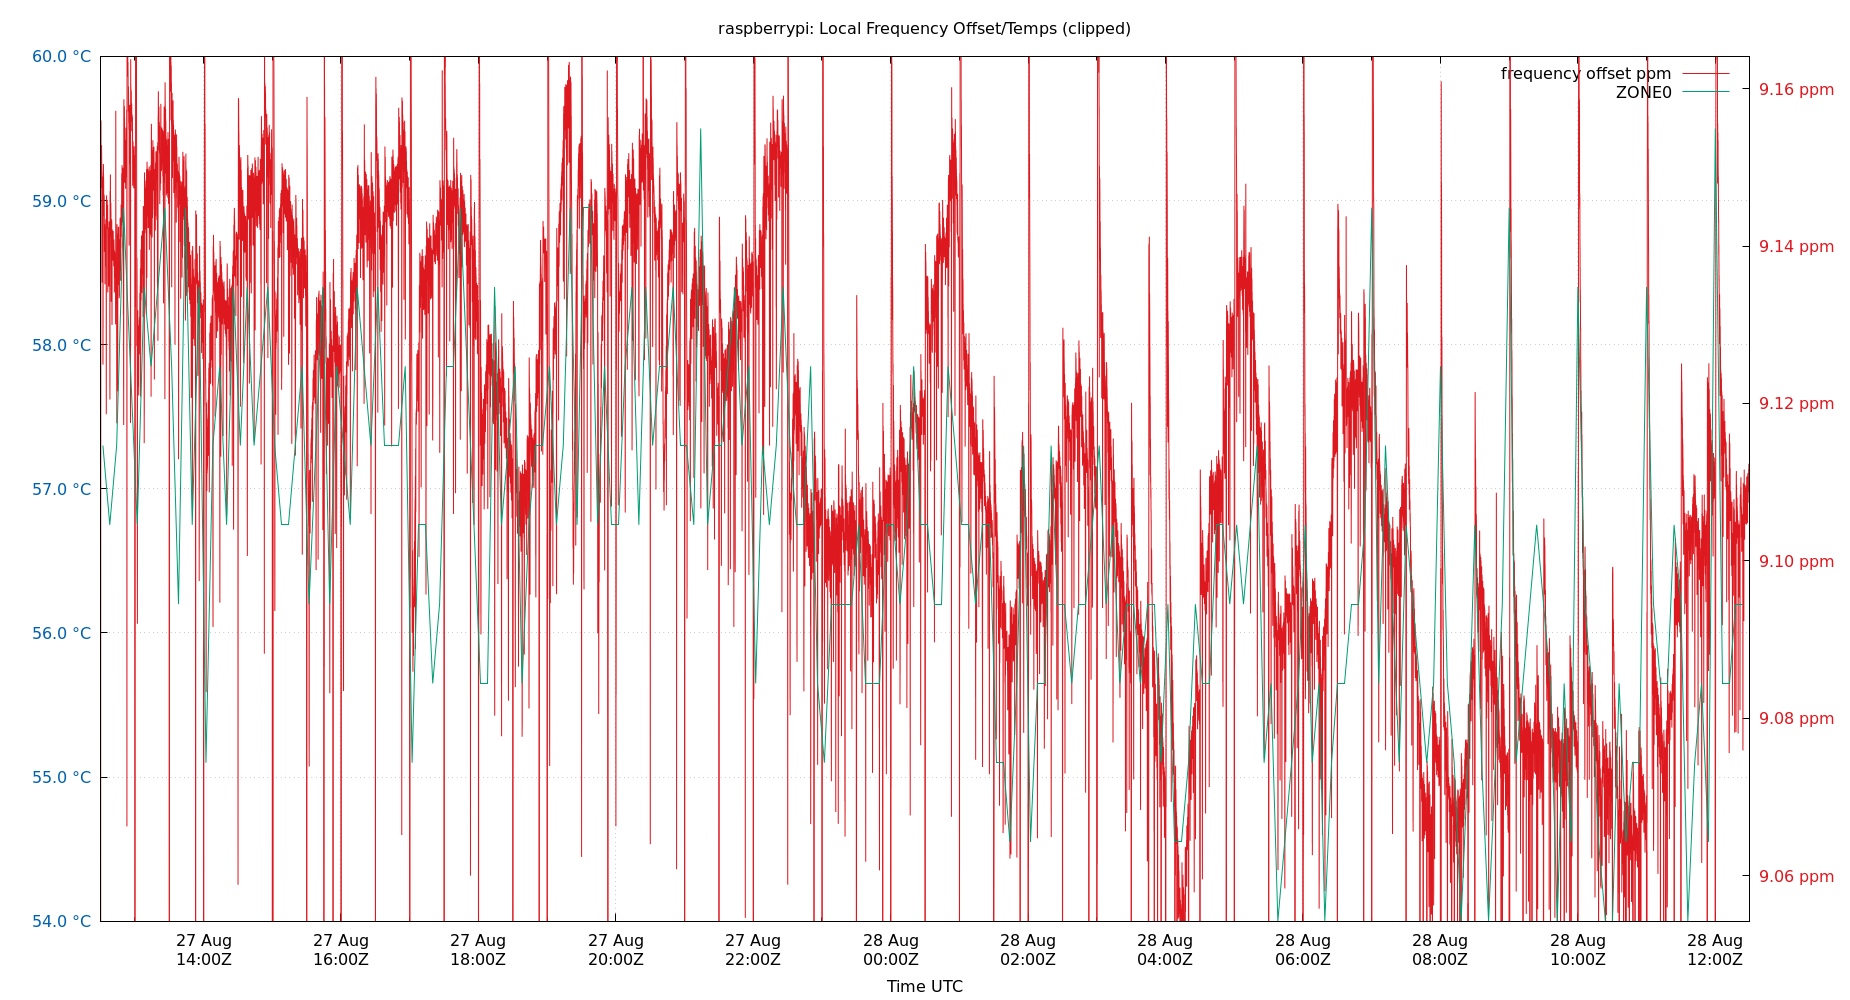 raspberrypi: Local Frequency Offset/Temps (clipped)
60.0 °C
59.0 °C
58.0 °C
57.0 °C
56.0 °C
55.0 °C
54.0 °C
frequency offset ppm
ZONE0
9.16 ppm
9.14 ppm
9.12 ppm
9.10 ppm
9.08 ppm
9.06 ppm
27 Aug
14:00Z
27 Aug
16:00Z
27 Aug
18:00Z
27 Aug
20:00Z
27 Aug
22:00Z
28 Aug
00:00Z
28 Aug
02:00Z
28 Aug
04:00Z
28 Aug
06:00Z
28 Aug
08:00Z
28 Aug
10:00Z
28 Aug
12:00Z
Time UTC